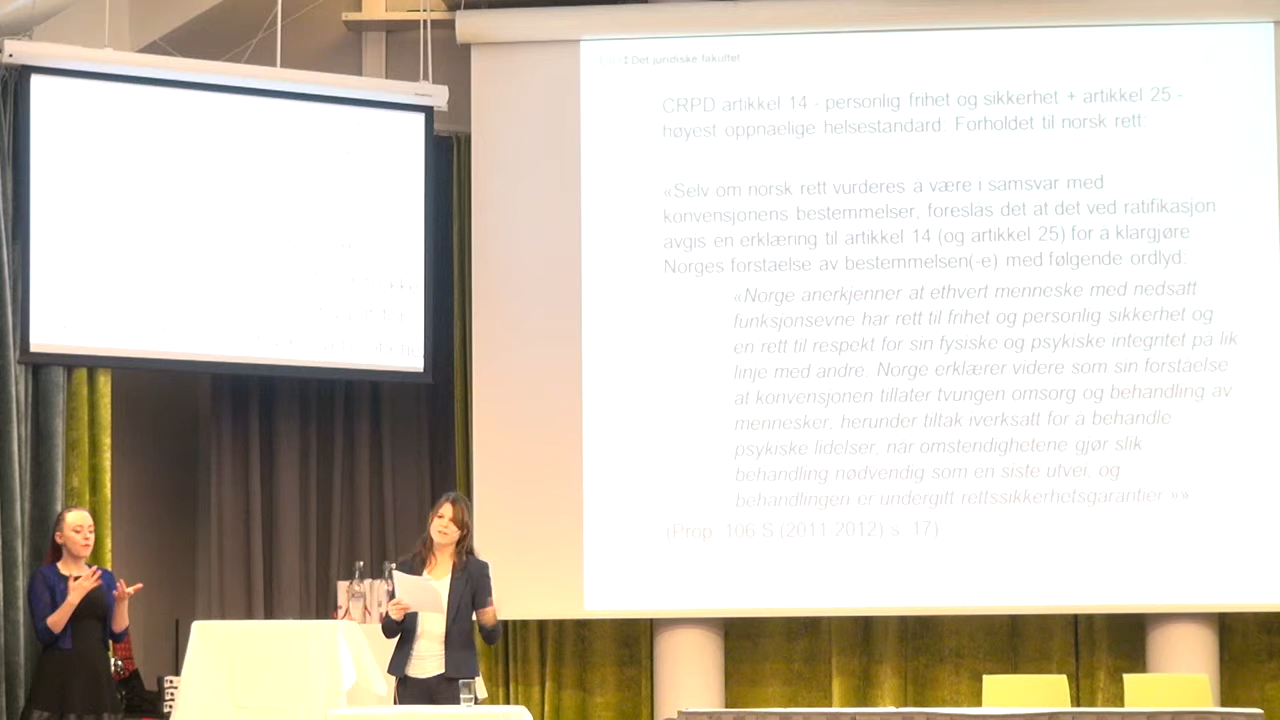 Det juridiske fakultet
CRPD artikkel 14 - personlig frihet og sikkerhet + artikkel 25 -
høyest oppnåelige helsestandard. Forholdet til norsk rett:
«Selv om norsk rett vurderes å være i samsvar med
konvensjonens bestemmelser, foreslås det at det ved ratifikasjon
avgis en erklæring til artikkel 14 (og artikkel 25) for å klargjøre
Norges forståelse av bestemmelsen(-e) med følgende ordlyd:
«Norge anerkjenner at ethvert menneske med nedsatt
funksjonsevne har rett til frihet og personlig sikkerhet og
en rett til respekt for sin fysiske og psykiske integritet på lik
linje med andre. Norge erklærer videre som sin forståelse
at konvensjonen tillater tvungen omsorg og behandling av
mennesker, herunder tiltak iverksatt for å behandle
psykiske lidelser, når omstendighetene gjør slik
behandling nødvendig som en siste utvei, og
behandlingen er undergitt rettssikkerhetsgarantier.»»
(Prop. 106 S (2011-2012) s. 17)